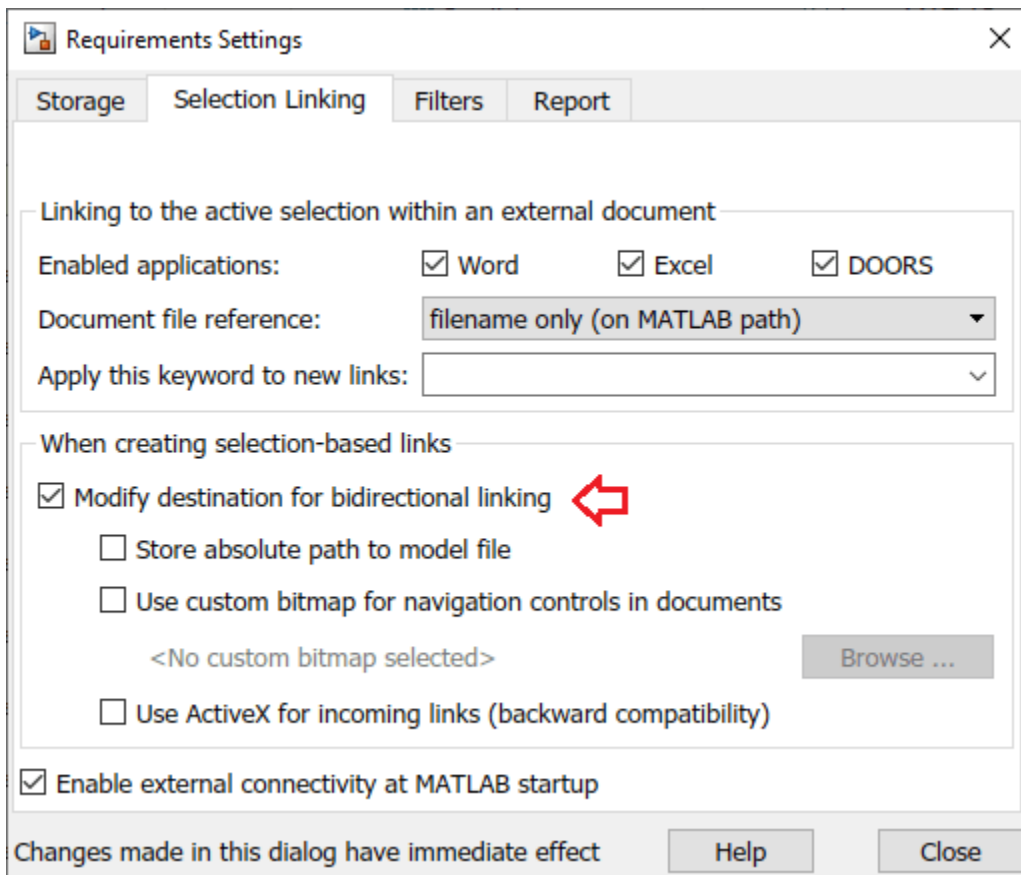 Requirements Settings
Storage Selection Linking Filters Report
Linking to the active selection within an external document
Enabled applications: Word Excel DOORS
Document file reference: filename only (on MATLAB path)
Apply this keyword to new links:
When creating selection-based links
Modify destination for bidirectional linking
Store absolute path to model file
Use custom bitmap for navigation controls in documents
<No custom bitmap selected> Browse ...
Use ActiveX for incoming links (backward compatibility)
Enable external connectivity at MATLAB startup
Changes made in this dialog have immediate effect Help Close